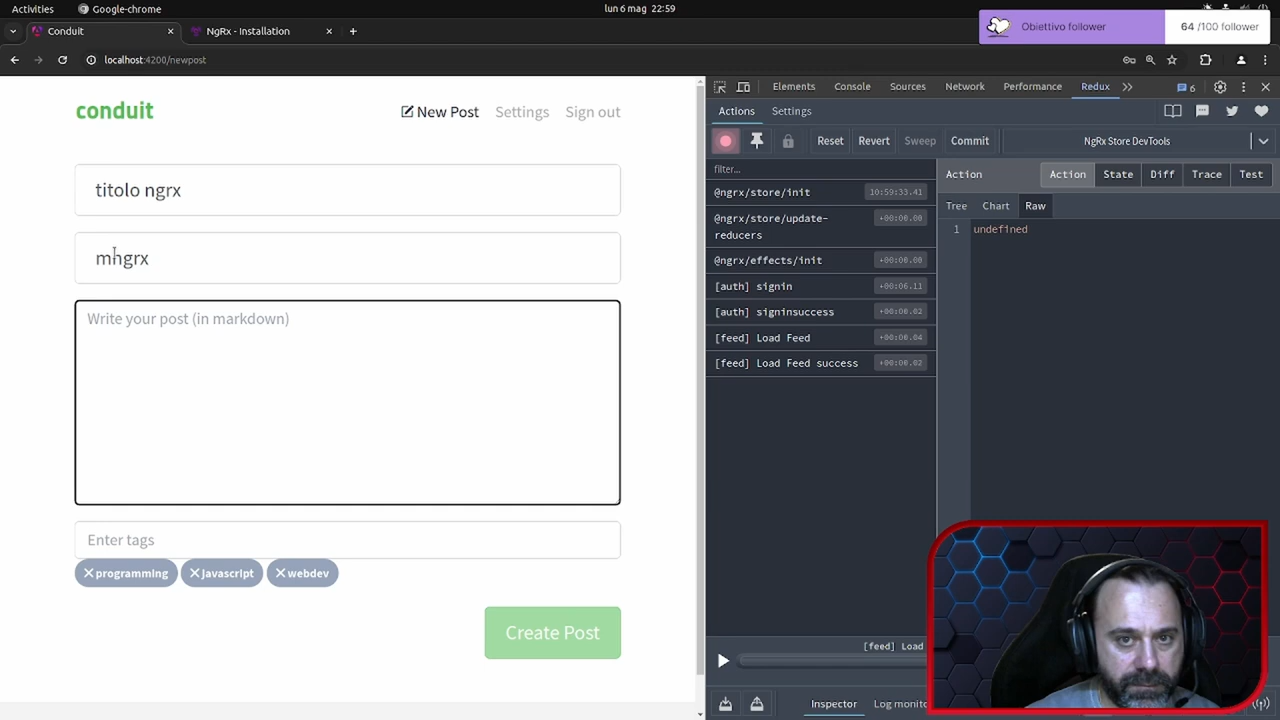 Activities
Google-chrome
lun 6 mag 22:59
Conduit
NgRx - Installation
Obiettivo follower
64 /100 follower
localhost:4200/newpost
conduit
New Post
Settings
Sign out
titolo ngrx
Write your post (in markdown)
Enter tags
programming
javascript
webdev
Create Post
Elements
Console
Sources
Network
Performance
Redux
6
Actions
Settings
Reset
Revert
Sweep
Commit
NgRx Store DevTools
filter...
@ngrx/store/init
10:59:33.41
@ngrx/store/update-
reducers
+00:00.00
@ngrx/effects/init
+00:00.00
[auth] signin
+00:06.11
[auth] signinsuccess
+00:00.02
[feed] Load Feed
+00:00.04
[feed] Load Feed success
+00:00.02
Action
Action
State
Diff
Trace
Test
Tree
Chart
Raw
1
undefined
[feed] Load
Inspector
Log monito